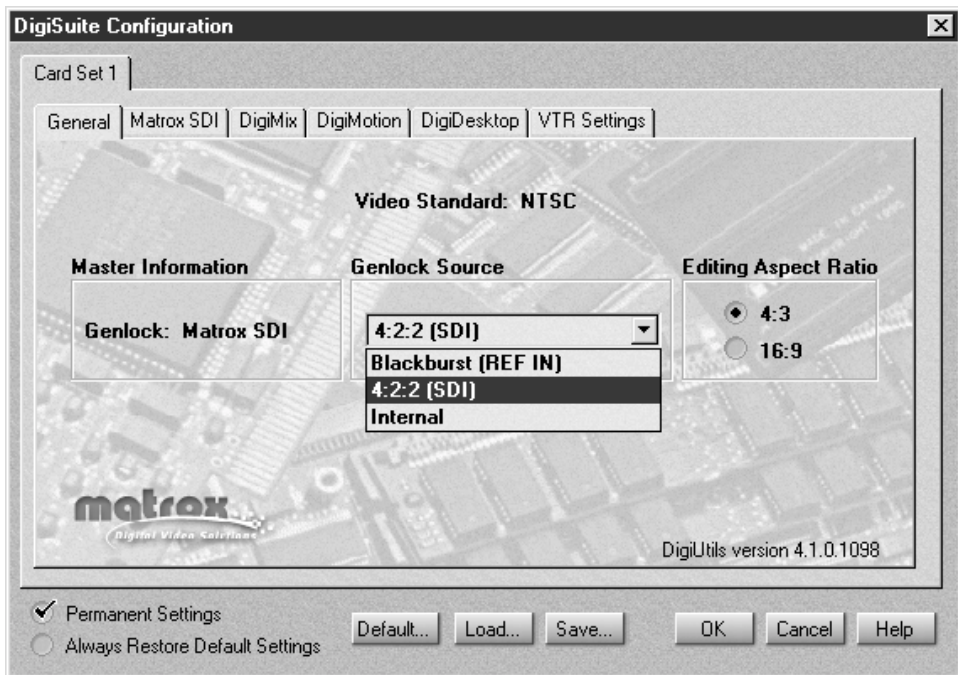 DigiSuite Configuration
Card Set 1
General Matrox SDI DigiMix DigiMotion DigiDesktop VTR Settings
Video Standard: NTSC
Master Information Genlock Source Editing Aspect Ratio
Genlock: Matrox SDI 4:2:2 (SDI) 4:3
Blackburst (REF IN) 16:9
4:2:2 (SDI)
Internal
matrox
Digital Video Solutions
DigiUtils version 4.1.0.1098
Permanent Settings
Always Restore Default Settings
Default... Load... Save... OK Cancel Help